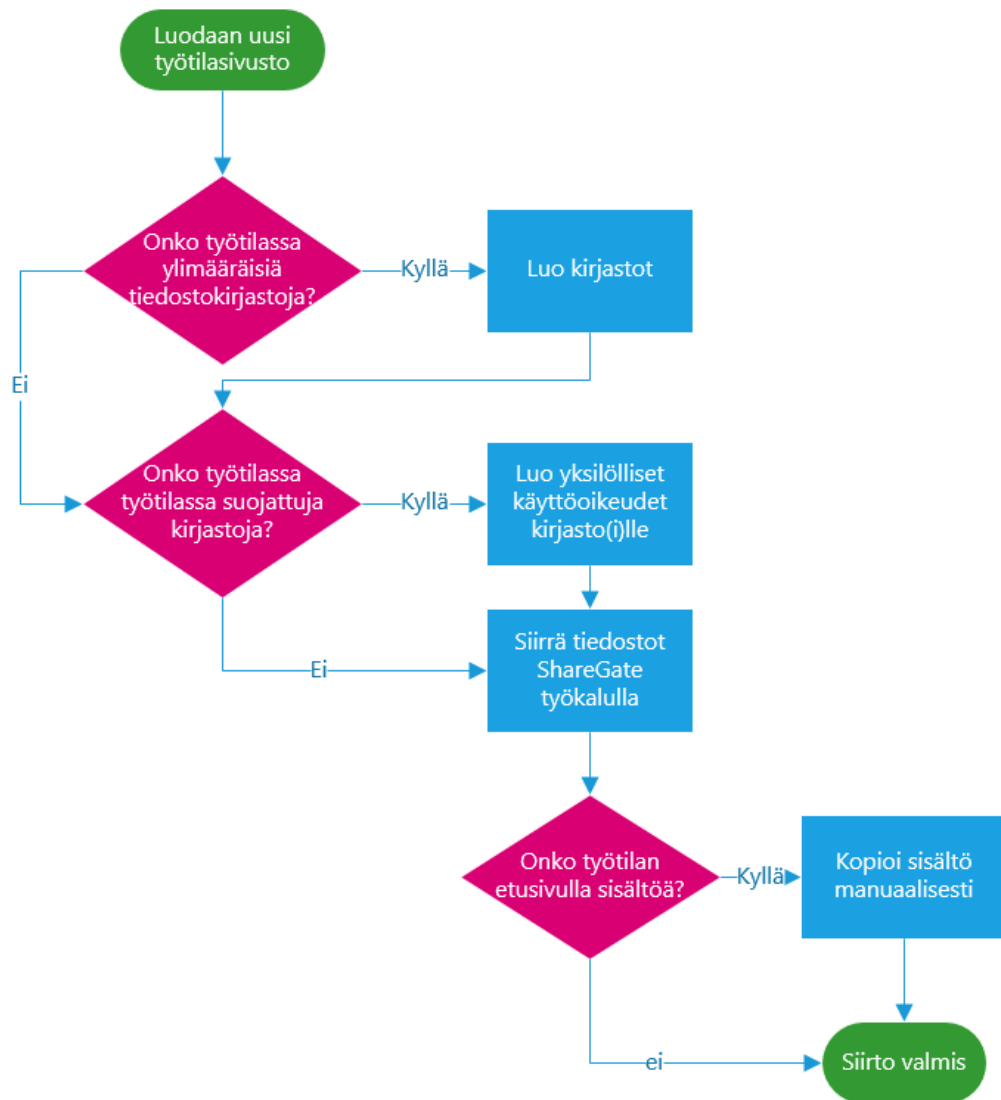 Luodaan uusi
työtilasivusto
Onko työtilassa
ylimääräisiä
tiedostokirjastoja?
Kyllä
Luo kirjastot
Ei
Onko työtilassa
työtilassa suojattuja
kirjastoja?
Kyllä
Luo yksilölliset
käyttöoikeudet
kirjasto(i)lle
Ei
Siirrä tiedostot
ShareGate
työkalulla
Onko työtilan
etusivulla sisältöä?
Kyllä
Kopioi sisältö
manuaalisesti
ei
Siirto valmis